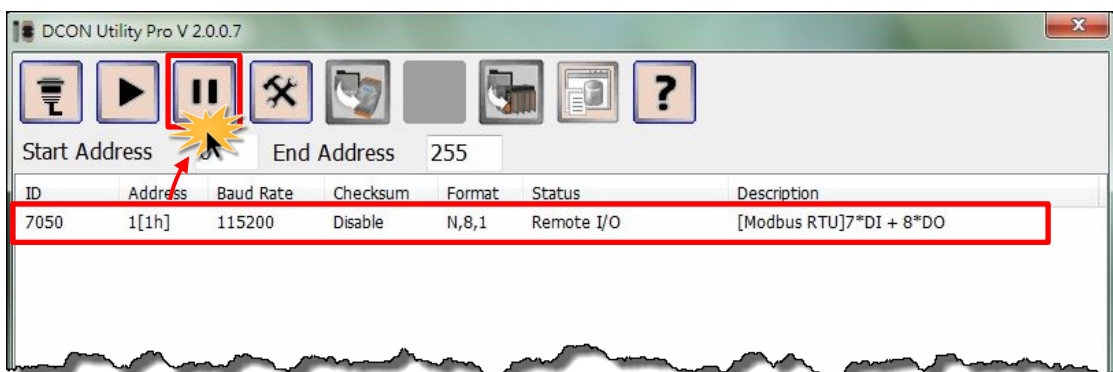 DCON Utility Pro V 2.0.0.7
x
?
Start Address End Address 255
ID Address Baud Rate Checksum Format Status Description
7050 1[1h] 115200 Disable N,8,1 Remote I/O [Modbus RTU]7*DI + 8*DO